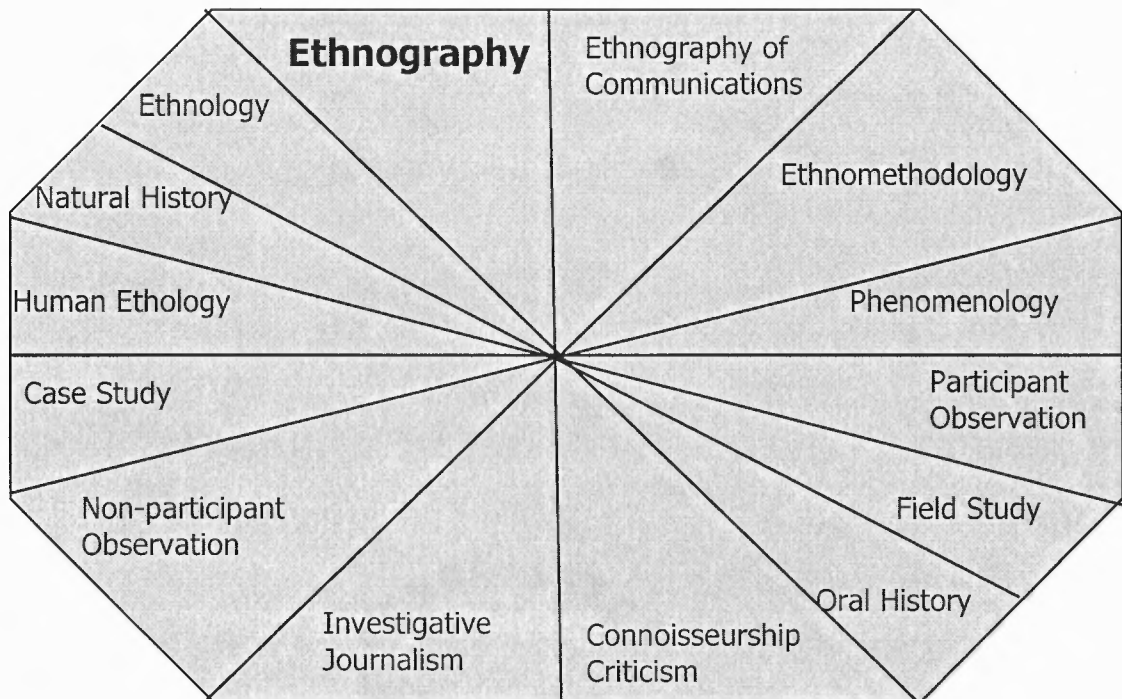 Ethnography
Ethnography of
Communications
Ethnology
Ethnomethodology
Natural History
Human Ethology
Phenomenology
Case Study
Participant
Observation
Non-participant
Observation
Field Study
Oral History
Investigative
Journalism
Connoisseurship
Criticism